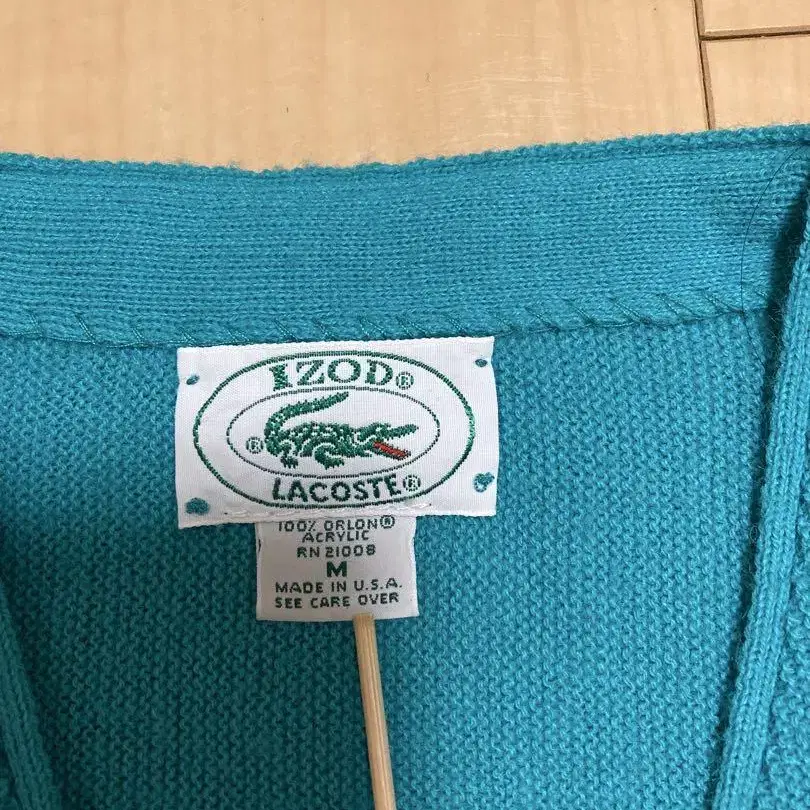 IZOD®
®
LACOSTE®
100% ORLON®
ACRYLIC
RN 21008
M
MADE IN U.S.A.
SEE CARE OVER